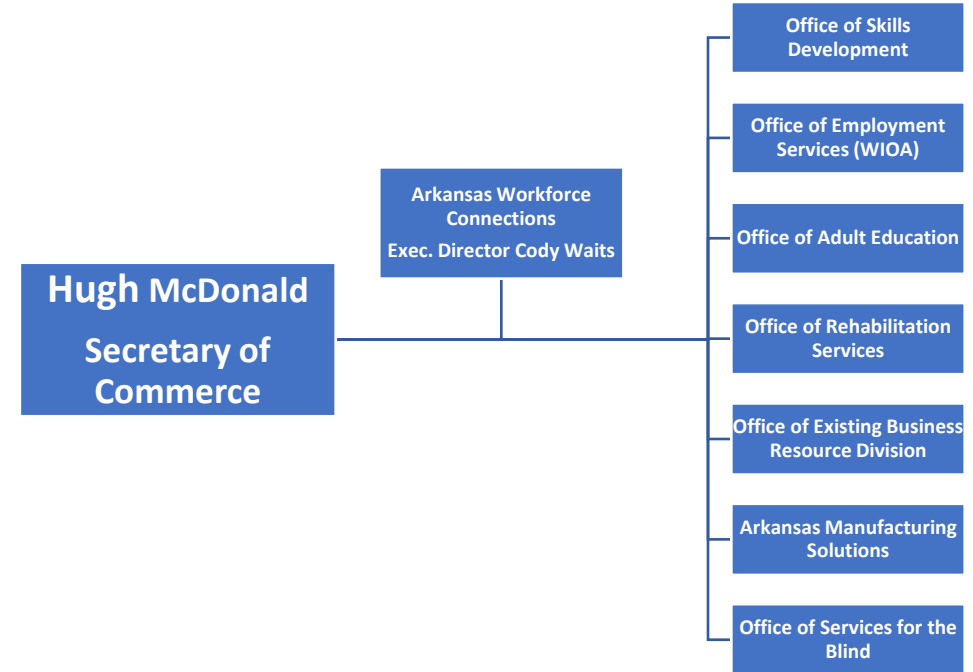 Hugh McDonald
Secretary of
Commerce
Arkansas Workforce
Connections
Exec. Director Cody Waits
Office of Skills
Development
Office of Employment
Services (WIOA)
Office of Adult Education
Office of Rehabilitation
Services
Office of Existing Business
Resource Division
Arkansas Manufacturing
Solutions
Office of Services for the
Blind